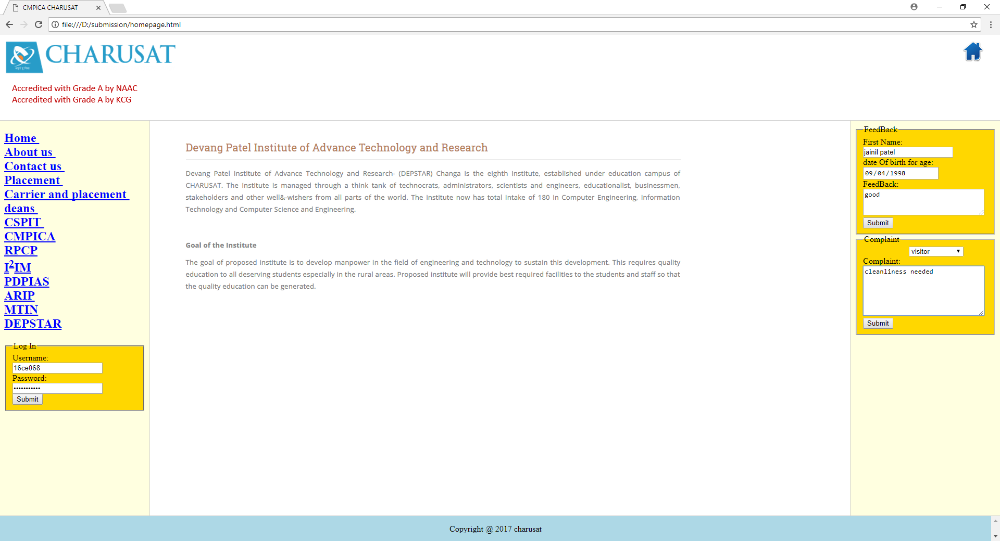 CMPICA CHARUSAT
file:///D:/submission/homepage.html
CHARUSAT
Accredited with Grade A by NAAC
Accredited with Grade A by KCG
Home
About us
Contact us
Placement
Carrier and placement
deans
CSPIT
CMPICA
RPCP
I²IM
PDPIAS
ARIP
MTIN
DEPSTAR
Log In
Username:
16ce068
Password:
•••••••••••
Submit
Devang Patel Institute of Advance Technology and Research
Devang Patel Institute of Advance Technology and Research- (DEPSTAR) Changa is the eighth institute, established under education campus of
CHARUSAT. The institute is managed through a think tank of technocrats, administrators, scientists and engineers, educationalist, businessmen,
stakeholders and other well&-wishers from all parts of the world. The institute now has total intake of 180 in Computer Engineering, Information
Technology and Computer Science and Engineering.
Goal of the Institute
The goal of proposed institute is to develop manpower in the field of engineering and technology to sustain this development. This requires quality
education to all deserving students especially in the rural areas. Proposed institute will provide best required facilities to the students and staff so that
the quality education can be generated.
FeedBack
First Name:
jainil patel
date Of birth for age:
09/04/1998
FeedBack:
good
Submit
Complaint
visitor
Complaint:
cleanliness needed
Submit
Copyright @ 2017 charusat